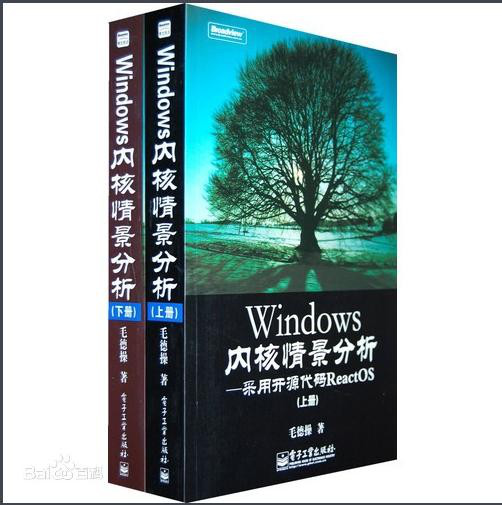 Windows内核情景分析
(下册)
毛德操 著
电子工业出版社
Windows内核情景分析
(上册)
毛德操 著
电子工业出版社
Broadview
Windows
内核情景分析
—采用开源代码ReactOS
(上册)
毛德操 著
电子工业出版社
Bai百科